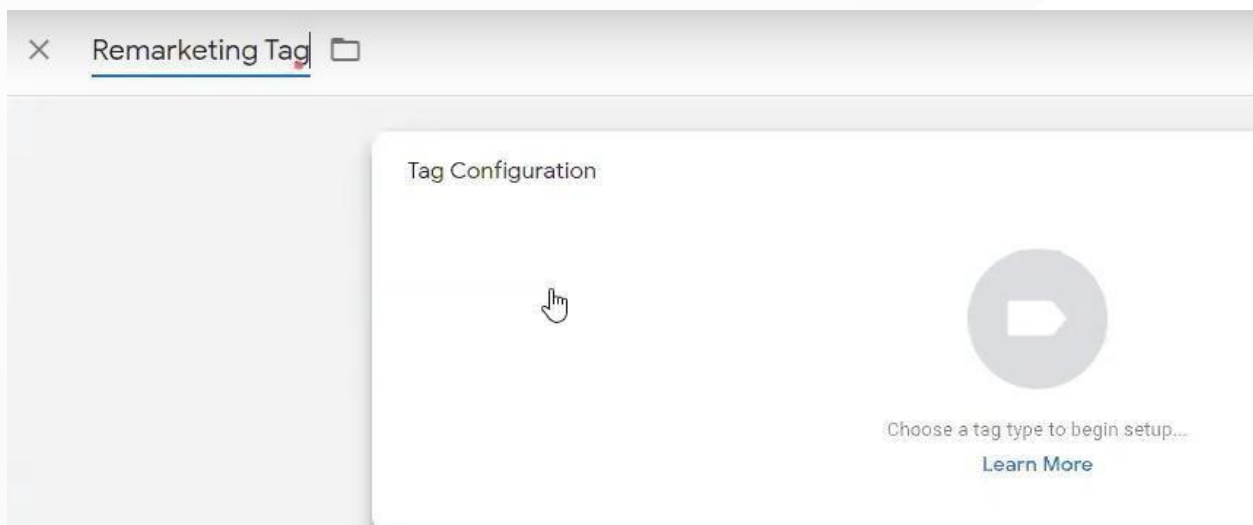 Remarketing Tag
Tag Configuration
Choose a tag type to begin setup...
Learn More